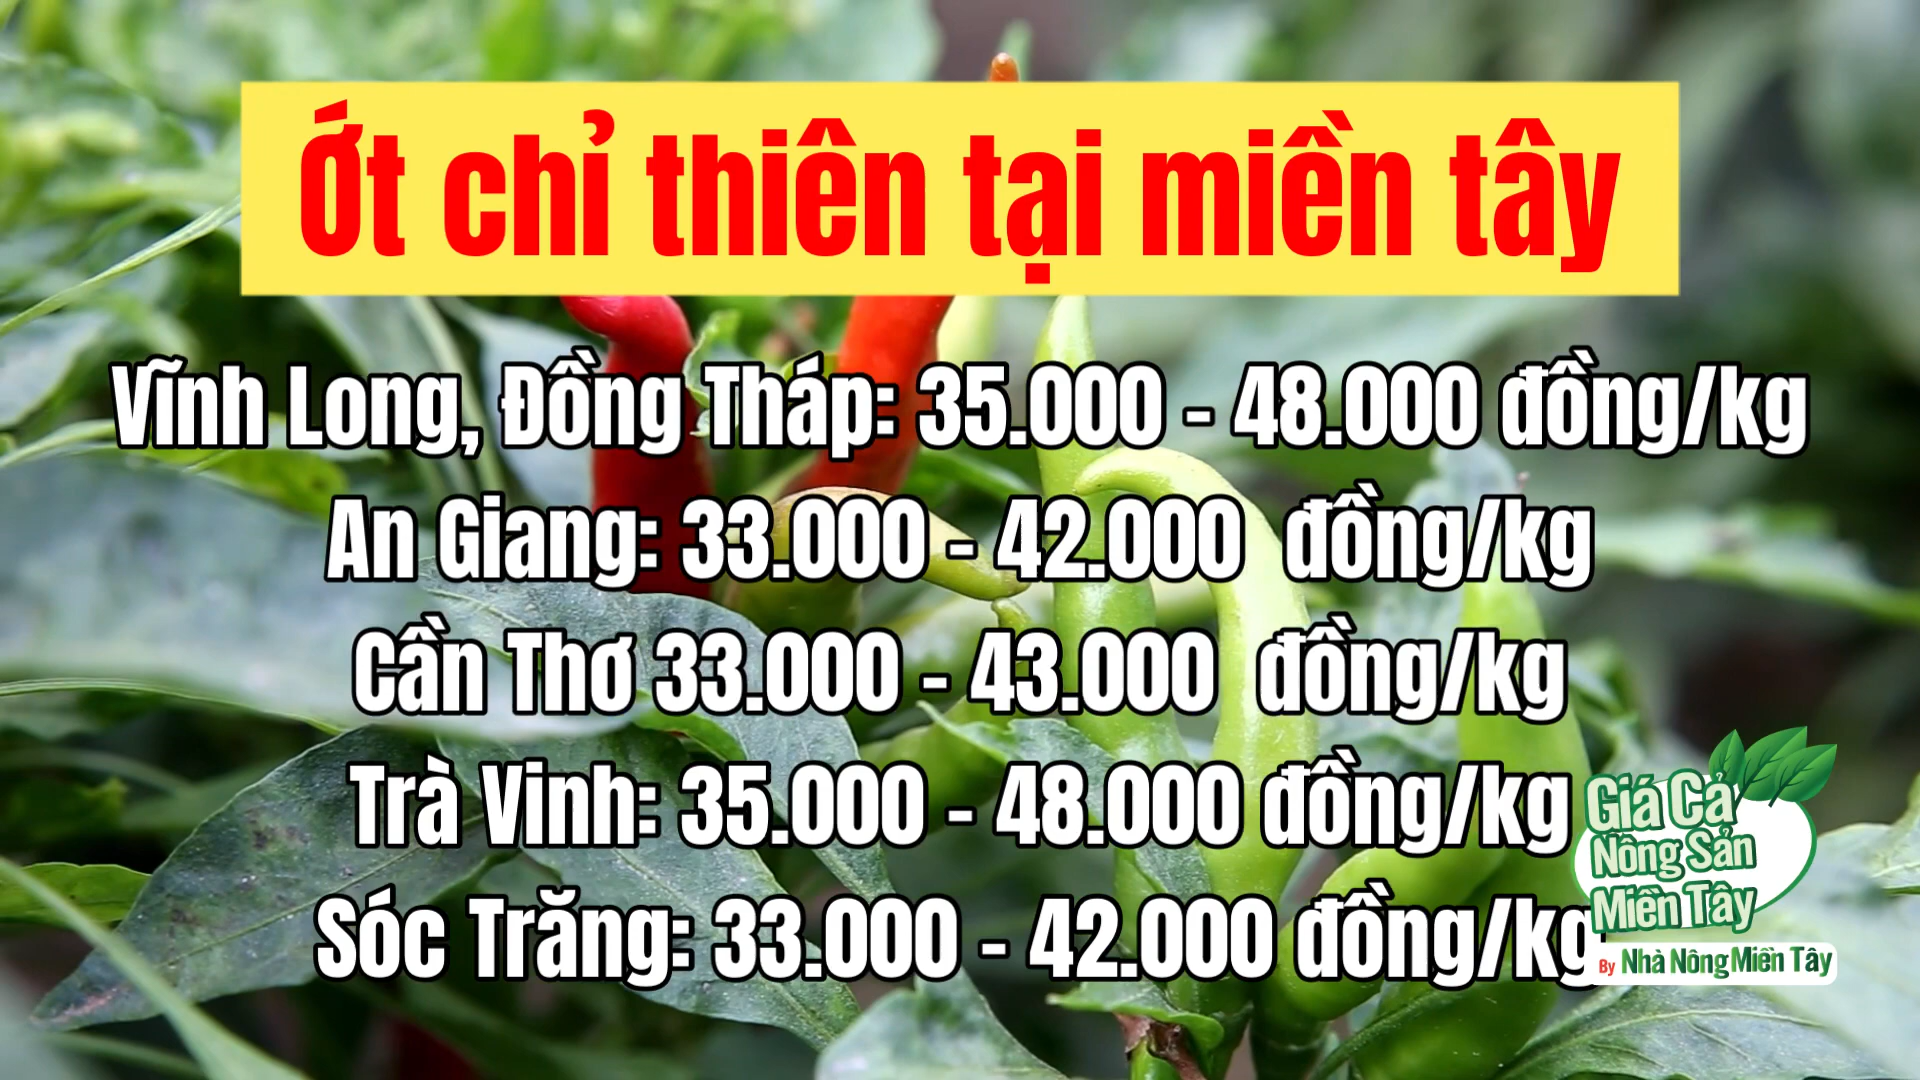 Ớt chỉ thiên tại miền tây
Vĩnh Long, Đồng Tháp: 35.000 - 48.000 đồng/kg
An Giang: 33.000 - 42.000 đồng/kg
Cần Thơ 33.000 - 43.000 đồng/kg
Trà Vinh: 35.000 - 48.000 đồng/kg
Sóc Trăng: 33.000 - 42.000 đồng/kg
Giá Cả
Nông Sản
Miền Tây
By Nhà Nông Miền Tây